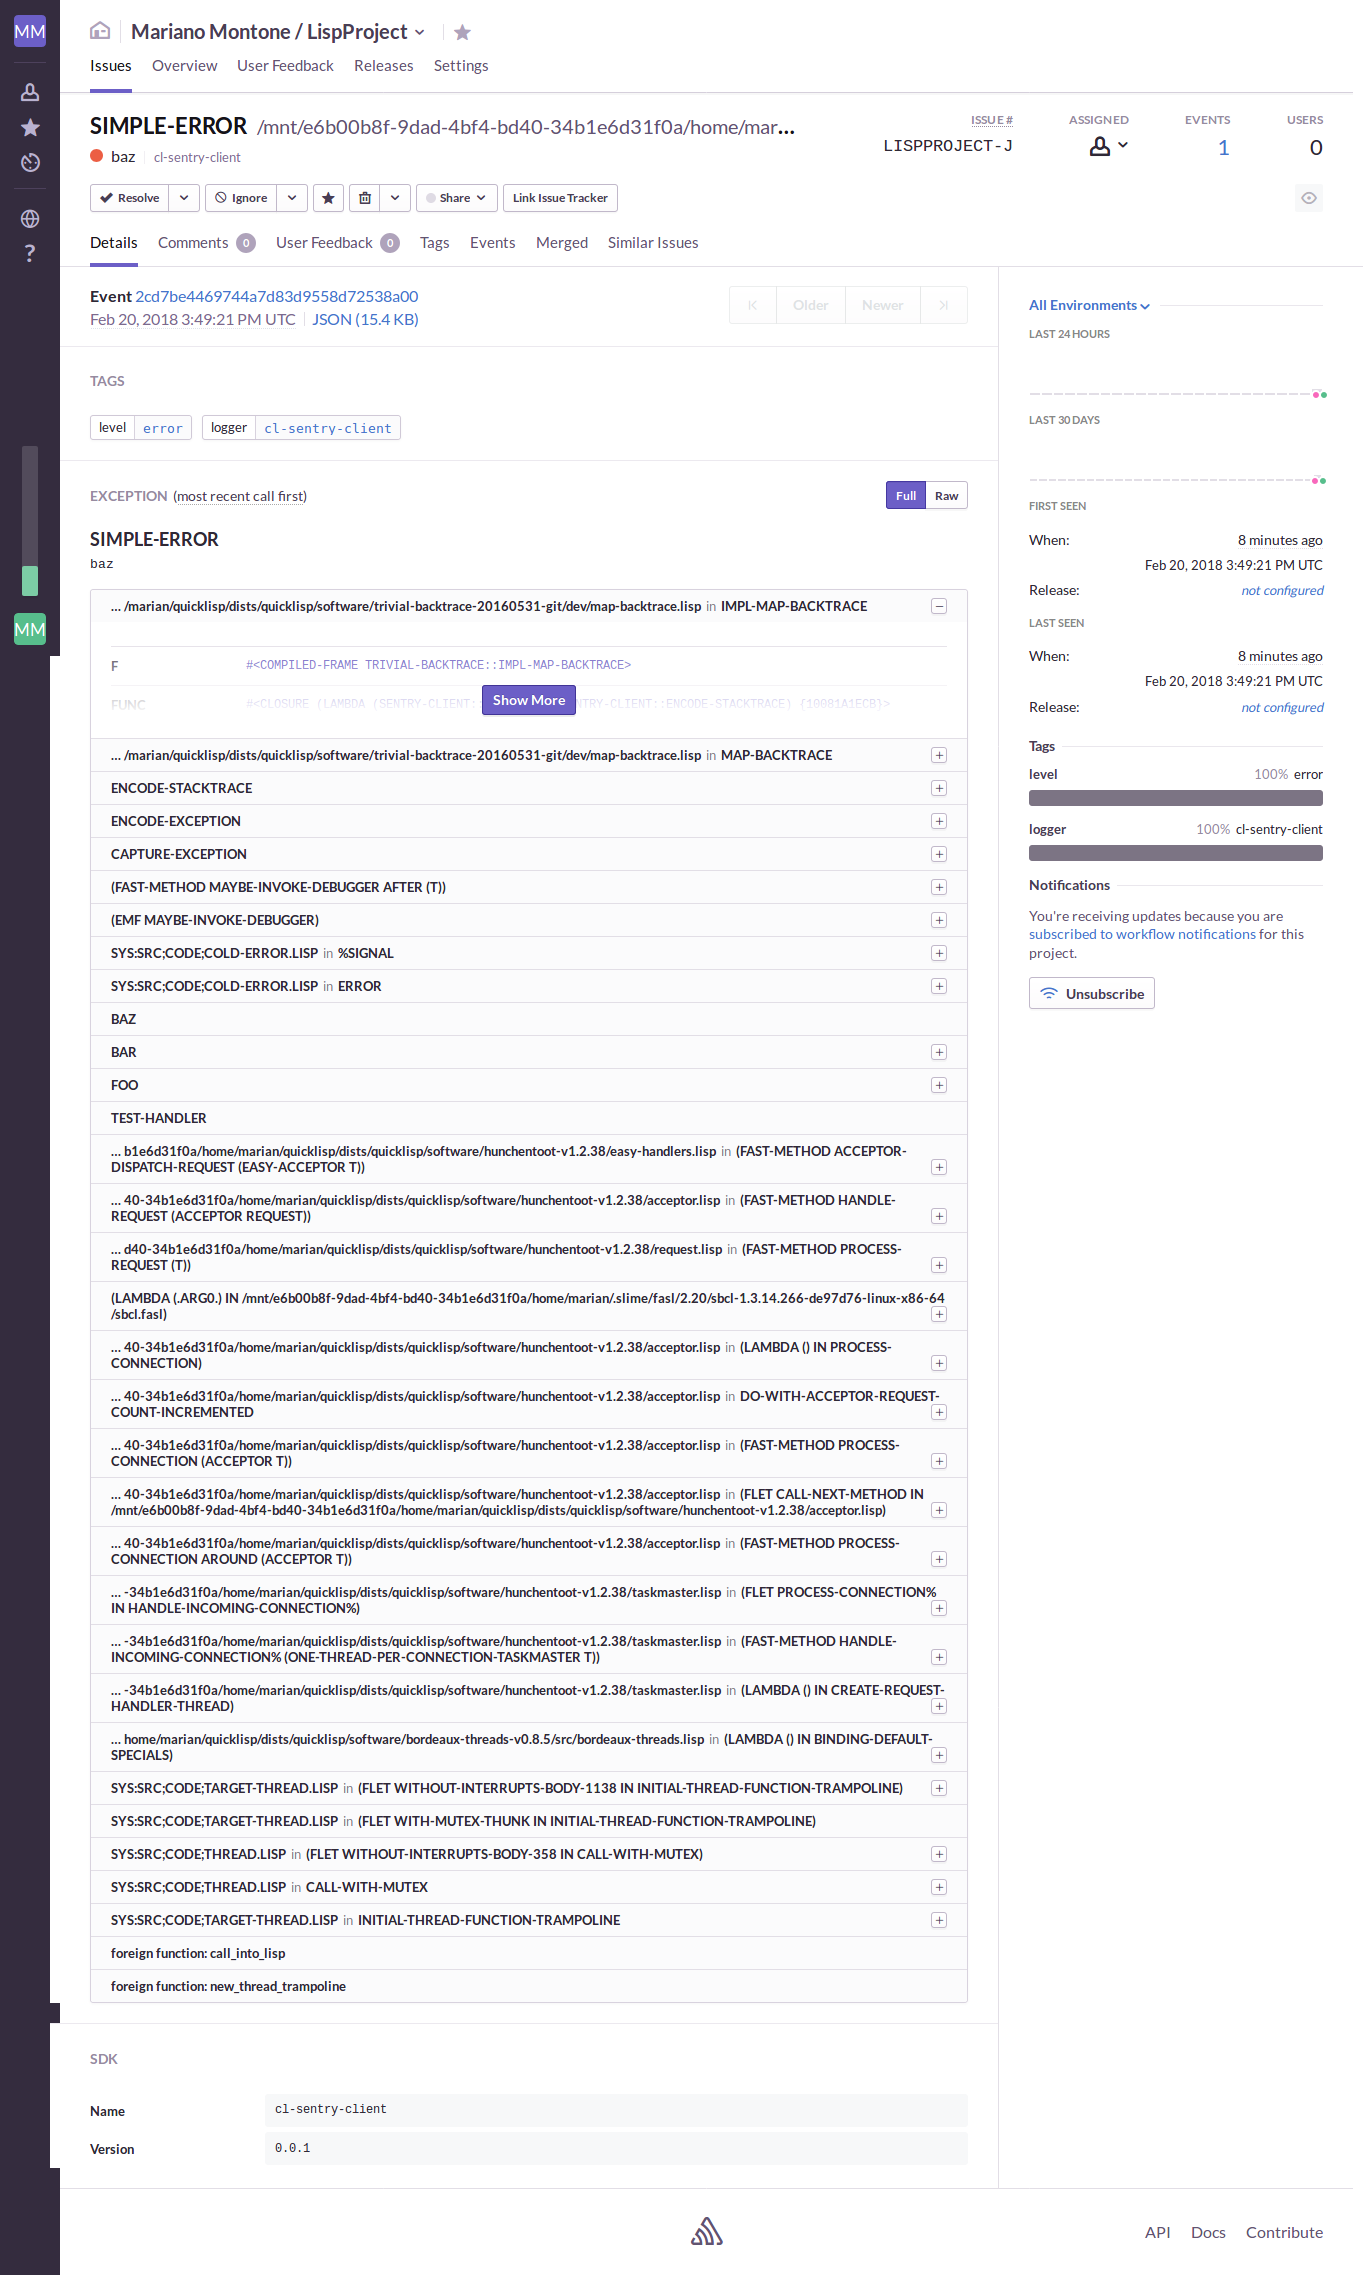 MM
Mariano Montone / LispProject
Issues Overview User Feedback Releases Settings
SIMPLE-ERROR /mnt/e6b00b8f-9dad-4bf4-bd40-34b1e6d31f0a/home/mar...
baz cl-sentry-client
ISSUE # ASSIGNED EVENTS USERS
LISPPROJECT-J 1 0
Resolve Ignore Share Link Issue Tracker
?
Details Comments 0 User Feedback 0 Tags Events Merged Similar Issues
Event 2cd7be4469744a7d83d9558d72538a00
Feb 20, 2018 3:49:21 PM UTC JSON (15.4 KB)
Older Newer
TAGS
level error logger cl-sentry-client
EXCEPTION (most recent call first)
Full Raw
SIMPLE-ERROR
baz
... /marian/quicklisp/dists/quicklisp/software/trivial-backtrace-20160531-git/dev/map-backtrace.lisp in IMPL-MAP-BACKTRACE
MM
F #<COMPILED-FRAME TRIVIAL-BACKTRACE::IMPL-MAP-BACKTRACE>
FUNC #<CLOSURE (LAMBDA (SENTRY-CLIENT: NTRY-CLIENT::ENCODE-STACKTRACE) {10081A1ECB}>
Show More
... /marian/quicklisp/dists/quicklisp/software/trivial-backtrace-20160531-git/dev/map-backtrace.lisp in MAP-BACKTRACE
ENCODE-STACKTRACE
ENCODE-EXCEPTION
CAPTURE-EXCEPTION
(FAST-METHOD MAYBE-INVOKE-DEBUGGER AFTER (T))
(EMF MAYBE-INVOKE-DEBUGGER)
SYS:SRC;CODE;COLD-ERROR.LISP in %SIGNAL
SYS:SRC;CODE;COLD-ERROR.LISP in ERROR
BAZ
BAR
FOO
TEST-HANDLER
... b1e6d31f0a/home/marian/quicklisp/dists/quicklisp/software/hunchentoot-v1.2.38/easy-handlers.lisp in (FAST-METHOD ACCEPTOR-
DISPATCH-REQUEST (EASY-ACCEPTOR T))
... 40-34b1e6d31f0a/home/marian/quicklisp/dists/quicklisp/software/hunchentoot-v1.2.38/acceptor.lisp in (FAST-METHOD HANDLE-
REQUEST (ACCEPTOR REQUEST))
... d40-34b1e6d31f0a/home/marian/quicklisp/dists/quicklisp/software/hunchentoot-v1.2.38/request.lisp in (FAST-METHOD PROCESS-
REQUEST (T))
(LAMBDA (.ARG0.) IN /mnt/e6b00b8f-9dad-4bf4-bd40-34b1e6d31f0a/home/marian/.slime/fasl/2.20/sbcl-1.3.14.266-de97d76-linux-x86-64
/sbcl.fasl)
... 40-34b1e6d31f0a/home/marian/quicklisp/dists/quicklisp/software/hunchentoot-v1.2.38/acceptor.lisp in (LAMBDA () IN PROCESS-
CONNECTION)
... 40-34b1e6d31f0a/home/marian/quicklisp/dists/quicklisp/software/hunchentoot-v1.2.38/acceptor.lisp in DO-WITH-ACCEPTOR-REQUEST-
COUNT-INCREMENTED
... 40-34b1e6d31f0a/home/marian/quicklisp/dists/quicklisp/software/hunchentoot-v1.2.38/acceptor.lisp in (FAST-METHOD PROCESS-
CONNECTION (ACCEPTOR T))
... 40-34b1e6d31f0a/home/marian/quicklisp/dists/quicklisp/software/hunchentoot-v1.2.38/acceptor.lisp in (FLET CALL-NEXT-METHOD IN
/mnt/e6b00b8f-9dad-4bf4-bd40-34b1e6d31f0a/home/marian/quicklisp/dists/quicklisp/software/hunchentoot-v1.2.38/acceptor.lisp)
... 40-34b1e6d31f0a/home/marian/quicklisp/dists/quicklisp/software/hunchentoot-v1.2.38/acceptor.lisp in (FAST-METHOD PROCESS-
CONNECTION AROUND (ACCEPTOR T))
... -34b1e6d31f0a/home/marian/quicklisp/dists/quicklisp/software/hunchentoot-v1.2.38/taskmaster.lisp in (FLET PROCESS-CONNECTION%
IN HANDLE-INCOMING-CONNECTION%)
... -34b1e6d31f0a/home/marian/quicklisp/dists/quicklisp/software/hunchentoot-v1.2.38/taskmaster.lisp in (FAST-METHOD HANDLE-
INCOMING-CONNECTION% (ONE-THREAD-PER-CONNECTION-TASKMASTER T))
... -34b1e6d31f0a/home/marian/quicklisp/dists/quicklisp/software/hunchentoot-v1.2.38/taskmaster.lisp in (LAMBDA () IN CREATE-REQUEST-
HANDLER-THREAD)
... home/marian/quicklisp/dists/quicklisp/software/bordeaux-threads-v0.8.5/src/bordeaux-threads.lisp in (LAMBDA () IN BINDING-DEFAULT-
SPECIALS)
SYS:SRC;CODE;TARGET-THREAD.LISP in (FLET WITHOUT-INTERRUPTS-BODY-1138 IN INITIAL-THREAD-FUNCTION-TRAMPOLINE)
SYS:SRC;CODE;TARGET-THREAD.LISP in (FLET WITH-MUTEX-THUNK IN INITIAL-THREAD-FUNCTION-TRAMPOLINE)
SYS:SRC;CODE;THREAD.LISP in (FLET WITHOUT-INTERRUPTS-BODY-358 IN CALL-WITH-MUTEX)
SYS:SRC;CODE;THREAD.LISP in CALL-WITH-MUTEX
SYS:SRC;CODE;TARGET-THREAD.LISP in INITIAL-THREAD-FUNCTION-TRAMPOLINE
foreign function: call_into_lisp
foreign function: new_thread_trampoline
SDK
Name cl-sentry-client
Version 0.0.1
All Environments
LAST 24 HOURS
LAST 30 DAYS
FIRST SEEN
When: 8 minutes ago
Feb 20, 2018 3:49:21 PM UTC
Release: not configured
LAST SEEN
When: 8 minutes ago
Feb 20, 2018 3:49:21 PM UTC
Release: not configured
Tags
level 100% error
logger 100% cl-sentry-client
Notifications
You're receiving updates because you are
subscribed to workflow notifications for this
project.
Unsubscribe
API Docs Contribute